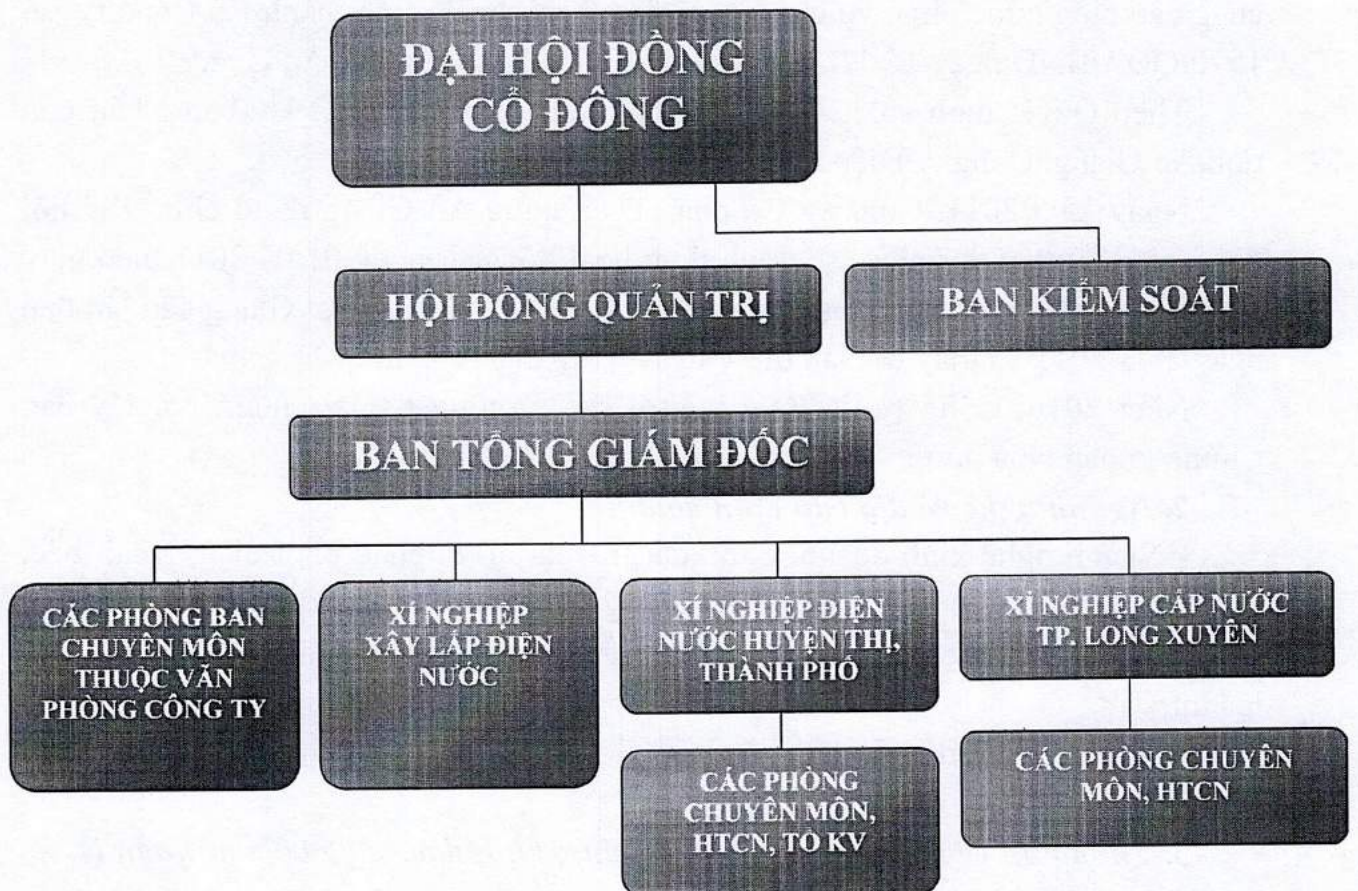 ĐẠI HỘI ĐỒNG
CỔ ĐÔNG
HỘI ĐỒNG QUẢN TRỊ
BAN KIỂM SOÁT
BAN TỔNG GIÁM ĐỐC
CÁC PHÒNG BAN
CHUYÊN MÔN
THUỘC VĂN
PHÒNG CÔNG TY
XÍ NGHIỆP
XÂY LẮP ĐIỆN
NƯỚC
XÍ NGHIỆP ĐIỆN
NƯỚC HUYỆN THỊ,
THÀNH PHỐ
XÍ NGHIỆP CẤP NƯỚC
TP. LONG XUYÊN
CÁC PHÒNG
CHUYÊN MÔN,
HTCN, TỔ KV
CÁC PHÒNG CHUYÊN
MÔN, HTCN